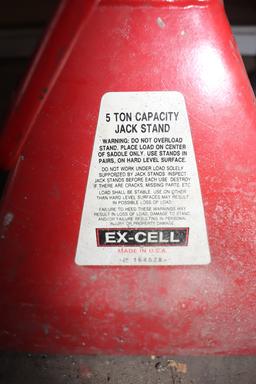 5 TON CAPACITY
JACK STAND
WARNING: DO NOT OVERLOAD
STAND. PLACE LOAD ON CENTER
OF SADDLE ONLY. USE STANDS IN
PAIRS, ON HARD LEVEL SURFACE.
DO NOT WORK UNDER LOAD SOLELY
SUPPORTED BY JACK STANDS. INSPECT
JACK STANDS BEFORE EACH USE. DESTROY
IF THERE ARE CRACKS, MISSING PARTS, ETC.
LOAD SHALL BE STABLE. USE ON OTHER
THAN HARD LEVEL SURFACES MAY RESULT
IN POSSIBLE LOSS OF LOAD.
FAILURE TO HEED THESE WARNINGS MAY
RESULT IN LOSS OF LOAD, DAMAGE TO STAND,
AND/OR FAILURE RESULTING IN PERSONAL
INJURY OR PROPERTY DAMAGE.
EX-CELL
MADE IN U.S.A.